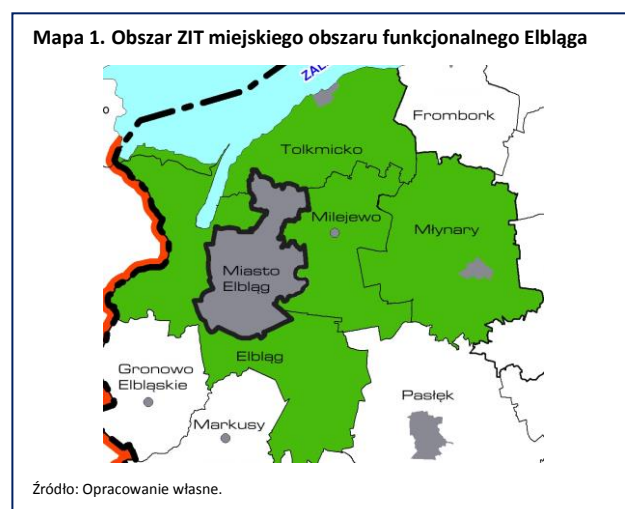 Mapa 1. Obszar ZIT miejskiego obszaru funkcjonalnego Elbląga
ZAL
Frombork
Tolkmicko
Milejewo
Młynary
Miasto
Elbląg
Elbląg
Gronowo
Elbląskie
Pasłęk
Markusy
Źródło: Opracowanie własne.